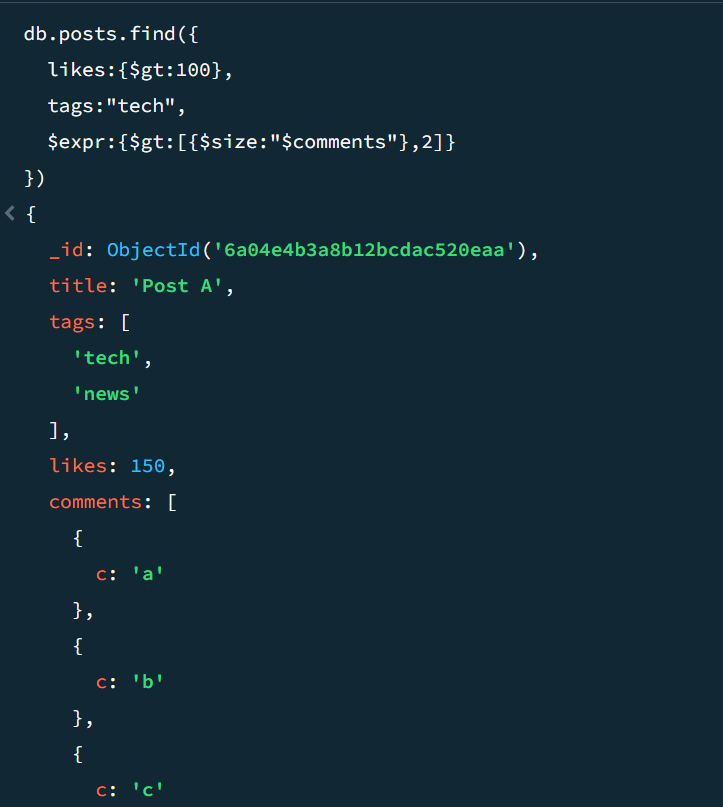 db.posts.find({
  likes:{$gt:100},
  tags:"tech",
  $expr:{$gt:[{$size:"$comments"},2]}
})
{
  _id: ObjectId('6a04e4b3a8b12bcdac520eaa'),
  title: 'Post A',
  tags: [
    'tech',
    'news'
  ],
  likes: 150,
  comments: [
    {
      c: 'a'
    },
    {
      c: 'b'
    },
    {
      c: 'c'